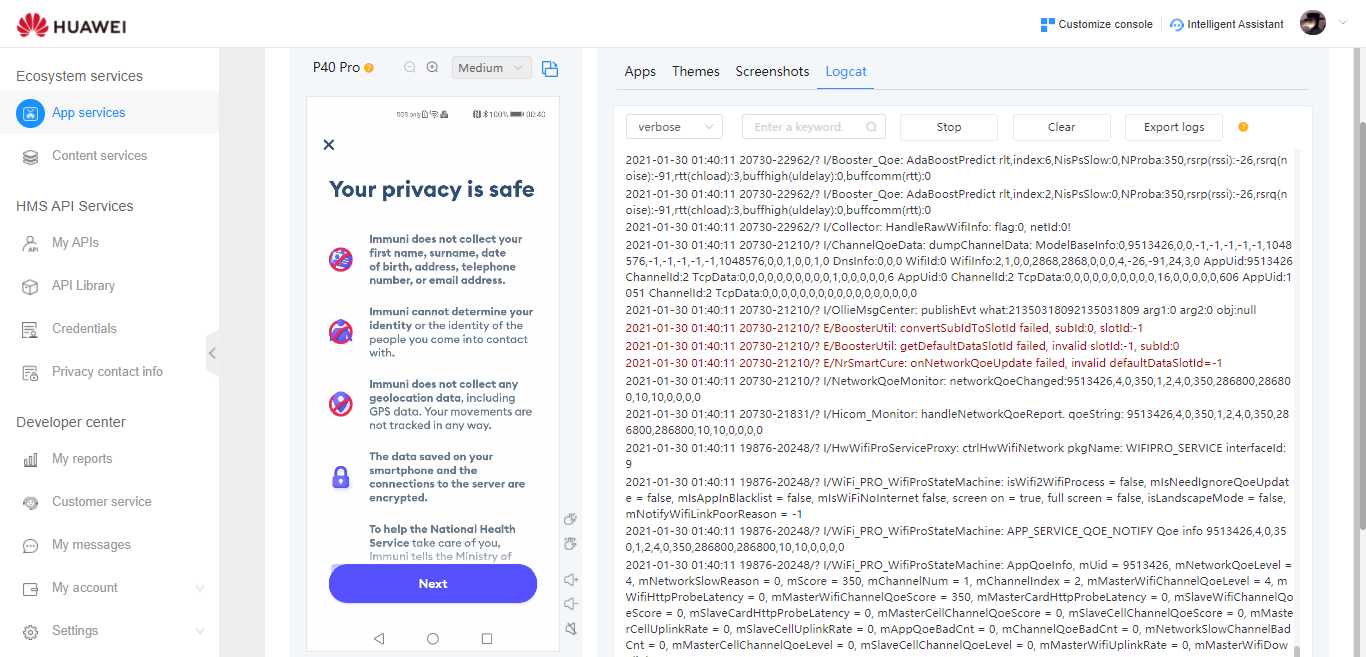 HUAWEI
Customize console
Intelligent Assistant
Ecosystem services
App services
Content services
HMS API Services
My APIs
API Library
Credentials
Privacy contact info
Developer center
My reports
Customer service
My messages
My account
Settings
P40 Pro
Medium
SOS only
100%
00:40
Your privacy is safe
Immuni does not collect your
first name, surname, date
of birth, address, telephone
number, or email address.
Immuni cannot determine your
identity or the identity of the
people you come into contact
with.
Immuni does not collect any
geolocation data, including
GPS data. Your movements are
not tracked in any way.
The data saved on your
smartphone and the
connections to the server are
encrypted.
To help the National Health
Service take care of you,
Immuni tells the Ministry of
Next
Apps
Themes
Screenshots
Logcat
verbose
Enter a keyword.
Stop
Clear
Export logs
2021-01-30 01:40:11 20730-22962/? I/Booster_Qoe: AdaBoostPredict rlt,index:6,NisPsSlow:0,NProba:350,rsrp(rssi):-26,rsrq(n
oise):-91,rtt(chload):3,buffhigh(uldelay):0,buffcomm(rtt):0
2021-01-30 01:40:11 20730-22962/? I/Booster_Qoe: AdaBoostPredict rlt,index:2,NisPsSlow:0,NProba:350,rsrp(rssi):-26,rsrq(n
oise):-91,rtt(chload):3,buffhigh(uldelay):0,buffcomm(rtt):0
2021-01-30 01:40:11 20730-22962/? I/Collector: HandleRawWifiInfo: flag:0, netId:0!
2021-01-30 01:40:11 20730-21210/? I/ChannelQoeData: dumpChannelData: ModelBaseInfo:0,9513426,0,0,-1,-1,-1,-1,-1,1048
576,-1,-1,-1,-1,-1,1048576,0,0,1,0,0,1,0 DnsInfo:0,0,0 WifiId:0 WifiInfo:2,1,0,0,2868,2868,0,0,0,4,-26,-91,24,3,0 AppUid:9513426
ChannelId:2 TcpData:0,0,0,0,0,0,0,0,0,0,1,0,0,0,0,0,6 AppUid:0 ChannelId:2 TcpData:0,0,0,0,0,0,0,0,0,0,16,0,0,0,0,0,606 AppUid:1
051 ChannelId:2 TcpData:0,0,0,0,0,0,0,0,0,0,0,0,0,0,0,0,0
2021-01-30 01:40:11 20730-21210/? I/OllieMsgCenter: publishEvt what:21350318092135031809 arg1:0 arg2:0 obj:null
2021-01-30 01:40:11 20730-21210/? E/BoosterUtil: convertSubIdToSlotId failed, subId:0, slotId:-1
2021-01-30 01:40:11 20730-21210/? E/BoosterUtil: getDefaultDataSlotId failed, invalid slotId:-1, subId:0
2021-01-30 01:40:11 20730-21210/? E/NrSmartCure: onNetworkQoeUpdate failed, invalid defaultDataSlotId=-1
2021-01-30 01:40:11 20730-21210/? I/NetworkQoeMonitor: networkQoeChanged:9513426,4,0,350,1,2,4,0,350,286800,28680
0,10,10,0,0,0,0
2021-01-30 01:40:11 20730-21831/? I/Hicom_Monitor: handleNetworkQoeReport. qoeString: 9513426,4,0,350,1,2,4,0,350,28
6800,286800,10,10,0,0,0,0
2021-01-30 01:40:11 19876-20248/? I/HwWifiProServiceProxy: ctrlHwWifiNetwork pkgName: WIFIPRO_SERVICE interfaceId:
9
2021-01-30 01:40:11 19876-20248/? I/WiFi_PRO_WifiProStateMachine: isWifi2WifiProcess = false, mIsNeedIgnoreQoeUpdat
e = false, mIsAppInBlacklist = false, mIsWiFiNoInternet false, screen on = true, full screen = false, isLandscapeMode = false,
mNotifyWifiLinkPoorReason = -1
2021-01-30 01:40:11 19876-20248/? I/WiFi_PRO_WifiProStateMachine: APP_SERVICE_QOE_NOTIFY Qoe info 9513426,4,0,35
0,1,2,4,0,350,286800,286800,10,10,0,0,0,0
2021-01-30 01:40:11 19876-20248/? I/WiFi_PRO_WifiProStateMachine: AppQoeInfo, mUid = 9513426, mNetworkQoeLevel =
4, mNetworkSlowReason = 0, mScore = 350, mChannelNum = 1, mChannelIndex = 2, mMasterWifiChannelQoeLevel = 4, m
WifiHttpProbeLatency = 0, mMasterWifiChannelQoeScore = 350, mMasterCardHttpProbeLatency = 0, mSlaveWifiChannelQ
oeScore = 0, mSlaveCardHttpProbeLatency = 0, mMasterCellChannelQoeScore = 0, mSlaveCellChannelQoeScore = 0, mMaste
rCellUplinkRate = 0, mSlaveCellUplinkRate = 0, mAppQoeBadCnt = 0, mChannelQoeBadCnt = 0, mNetworkSlowChannelBad
Cnt = 0, mMasterCellChannelQoeLevel = 0, mSlaveCellChannelQoeLevel = 0, mMasterWifiUplinkRate = 0, mMasterWifiDow